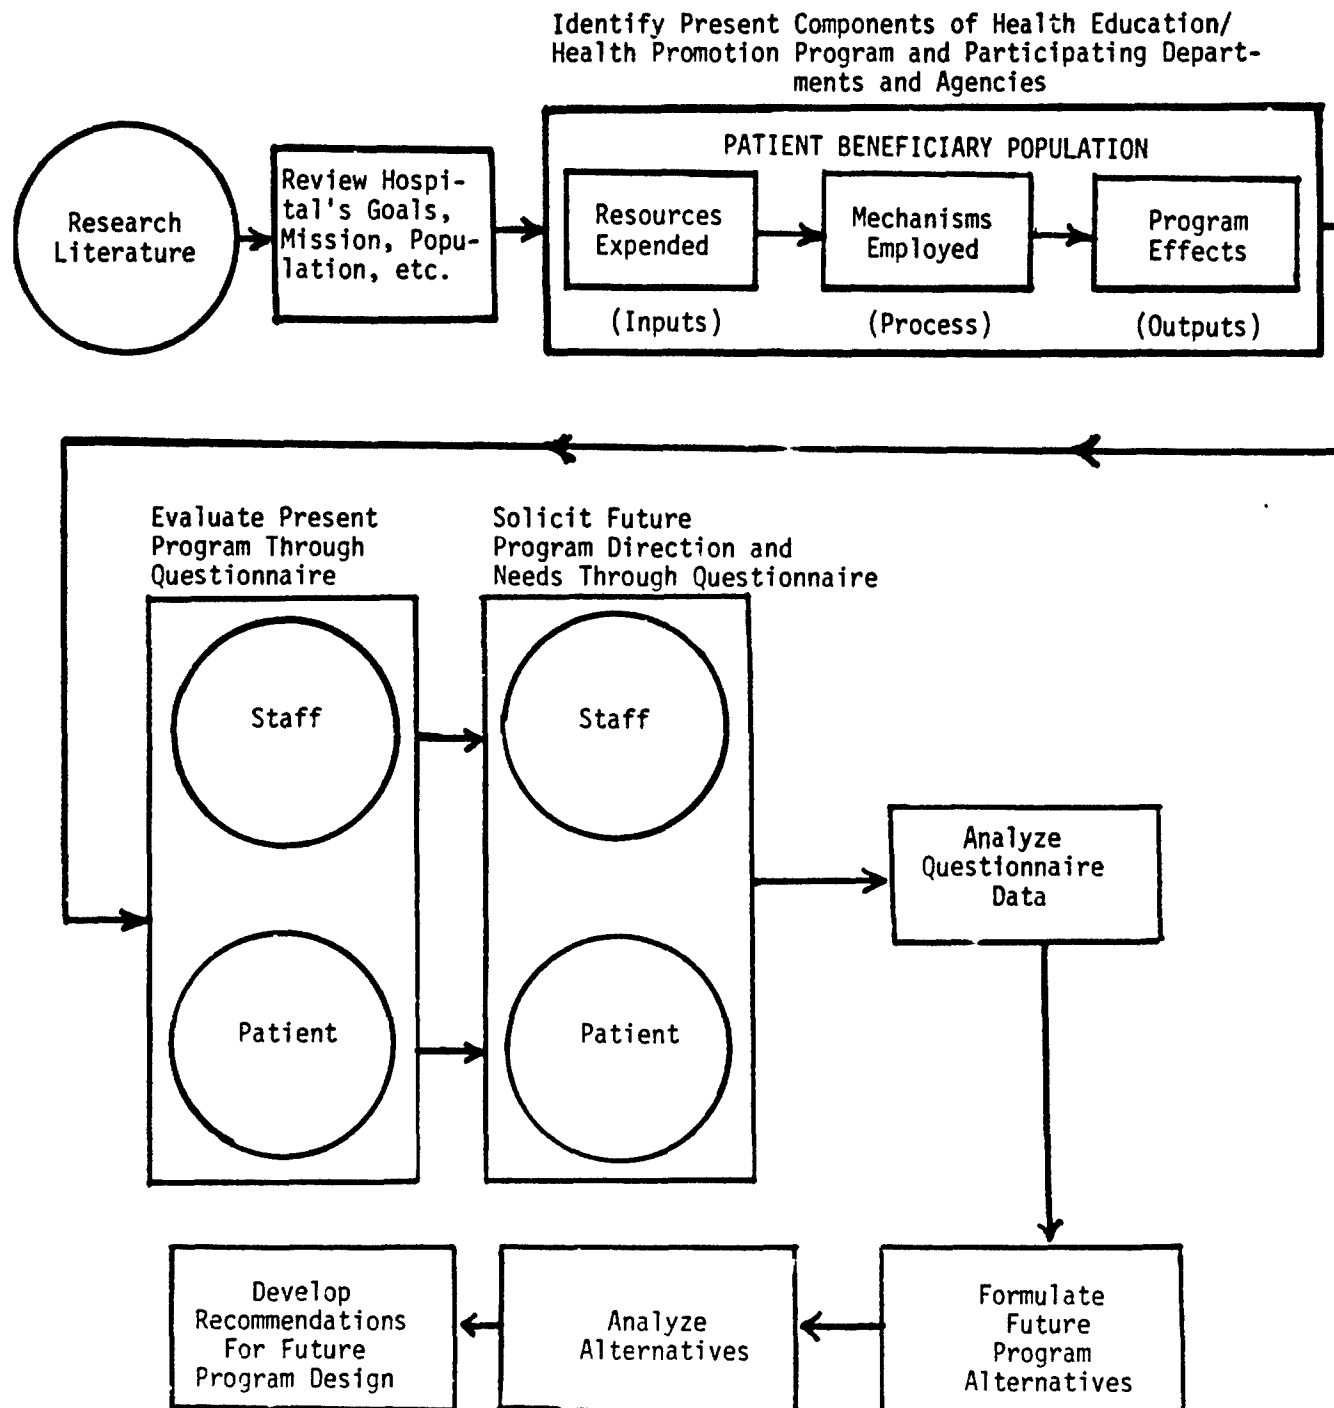 Identify Present Components of Health Education/
Health Promotion Program and Participating Depart-
ments and Agencies
Research
Literature
Review Hospi-
tal's Goals,
Mission, Popu-
lation, etc.
PATIENT BENEFICIARY POPULATION
Resources
Expended
(Inputs)
Mechanisms
Employed
(Process)
Program
Effects
(Outputs)
Evaluate Present
Program Through
Questionnaire
Staff
Patient
Solicit Future
Program Direction and
Needs Through Questionnaire
Staff
Patient
Analyze
Questionnaire
Data
Formulate
Future
Program
Alternatives
Analyze
Alternatives
Develop
Recommendations
For Future
Program Design